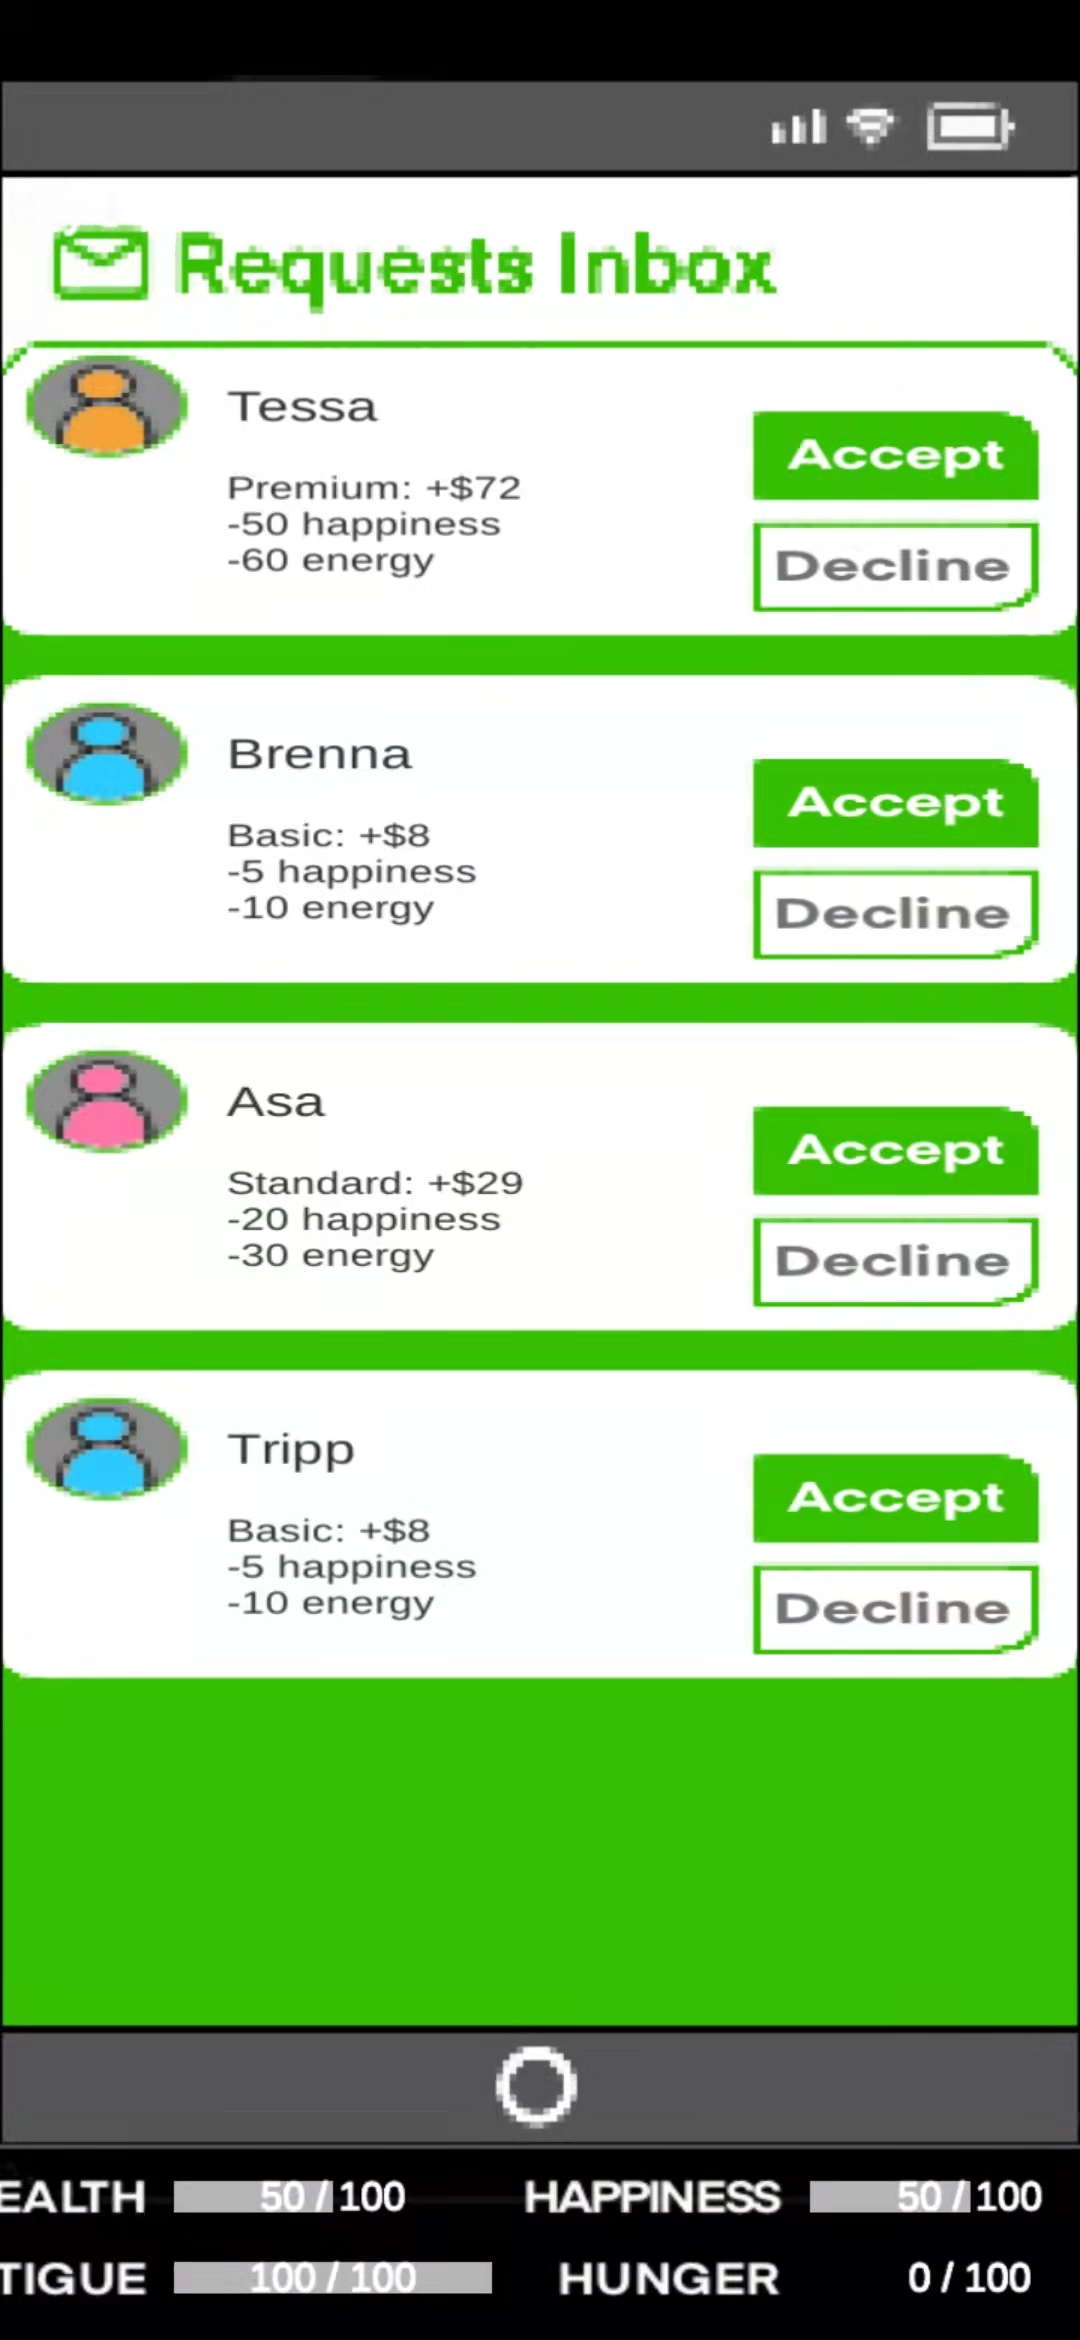 Requests Inbox
Tessa
Premium: +$72
-50 happiness
-60 energy
Accept
Decline
Brenna
Basic: +$8
-5 happiness
-10 energy
Accept
Decline
Asa
Standard: +$29
-20 happiness
-30 energy
Accept
Decline
Tripp
Basic: +$8
-5 happiness
-10 energy
Accept
Decline
EALTH 50 / 100 HAPPINESS 50 / 100
TIGUE 100 / 100 HUNGER 0 / 100